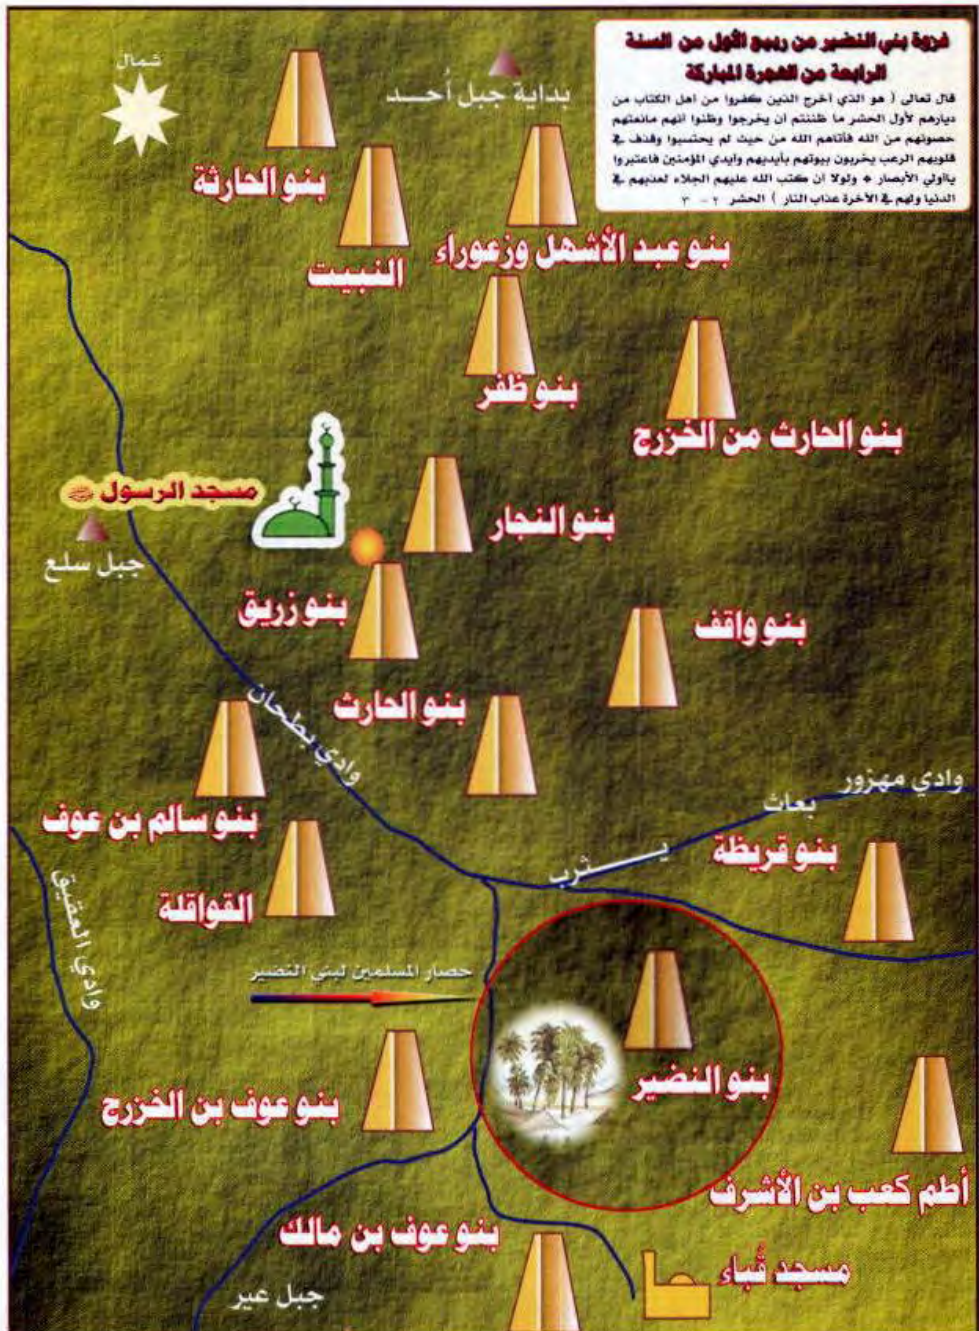 غزوة بني النضير من ربيع الأول من السنة
الرابعة من الهجرة المباركة
قال تعالى ( هو الذي أخرج الذين كفروا من أهل الكتاب من
ديارهم لأول الحشر ما ظننتم أن يخرجوا وظنوا أنهم مانعتهم
حصونهم من الله فأتاهم الله من حيث لم يحتسبوا وقذف في
قلوبهم الرعب يخربون بيوتهم بأيديهم وأيدي المؤمنين فاعتبروا
ياأولي الأبصار * ولولا أن كتب الله عليهم الجلاء لعذبهم في
الدنيا ولهم في الآخرة عذاب النار ) الحشر ٢ - ٣
شمال
بداية جبل أحـــد
بنو الحارثة
بنو عبد الأشهل وزعوراء
النبيت
بنو ظفر
بنو الحارث من الخزرج
مسجد الرسول ﷺ
بنو النجار
جبل سلع
بنو زريق
بنو واقف
بنو الحارث
وادي بطحان
وادي مهزور
بعاث
بنو سالم بن عوف
بنو قريظة
يـــــثرب
القواقلة
وادي العقيق
حصار المسلمين لبني النضير
بنو النضير
بنو عوف بن الخزرج
أطم كعب بن الأشرف
بنو عوف بن مالك
مسجد قُباء
جبل عير